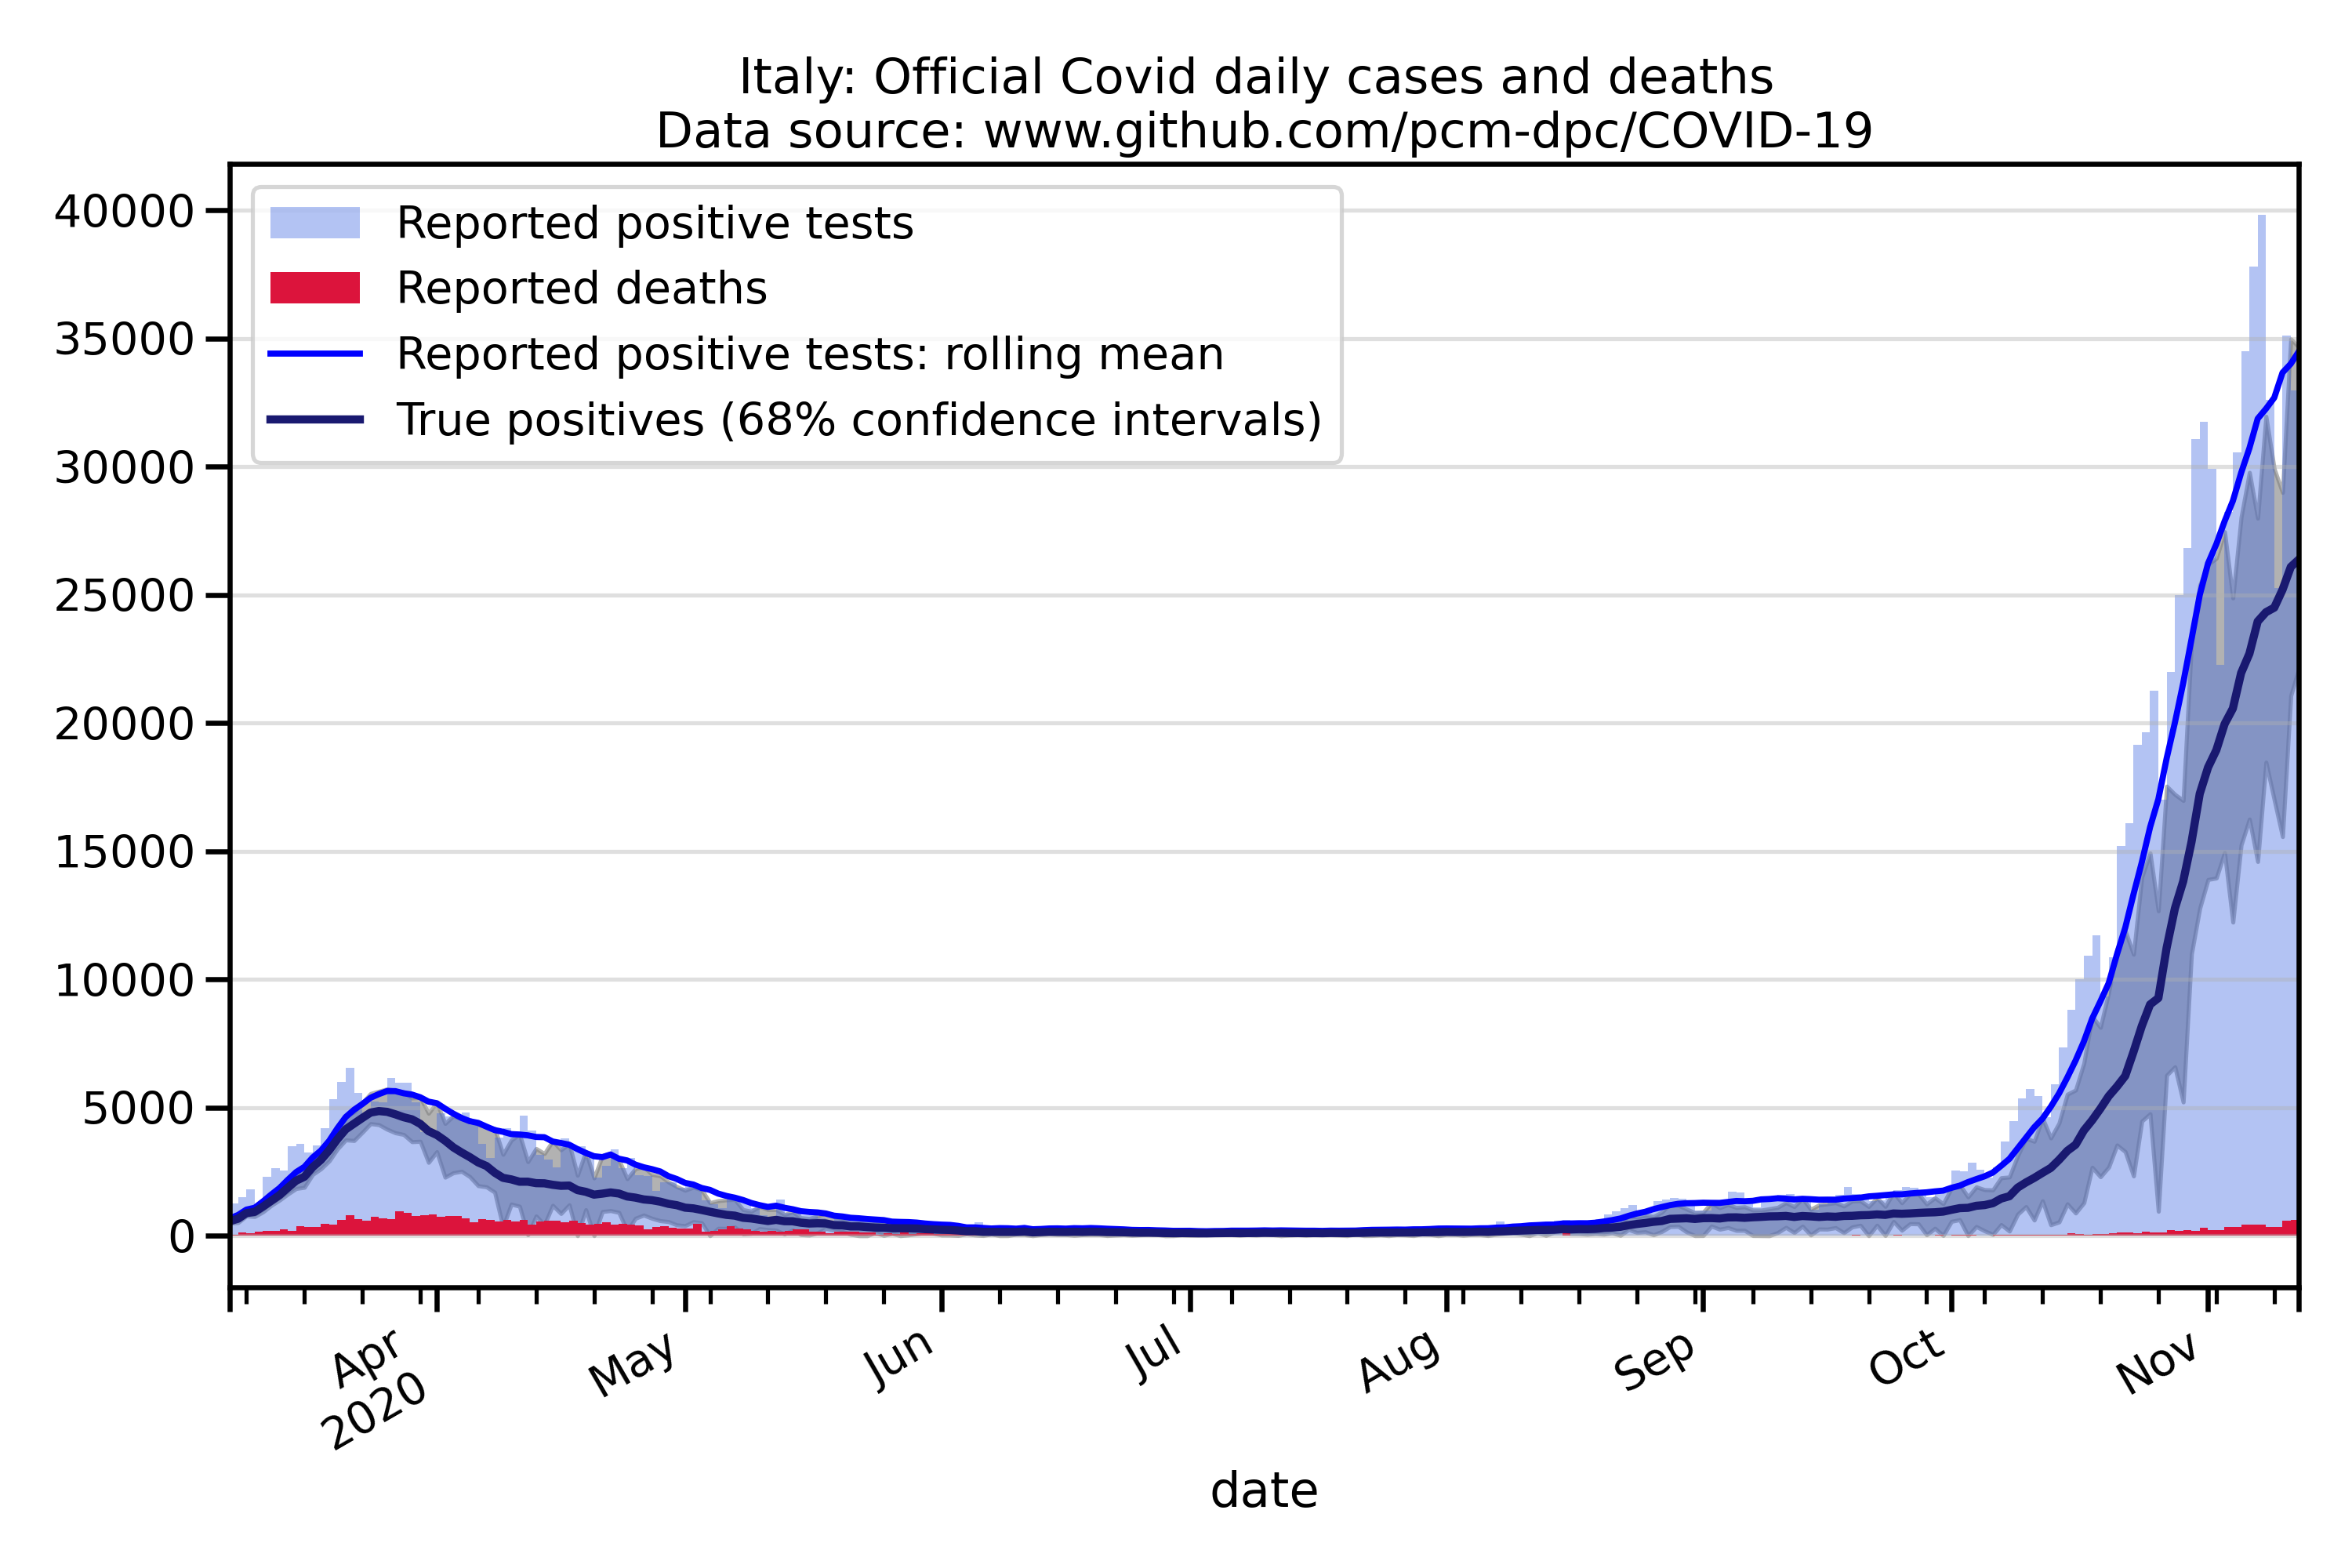 Italy: Official Covid daily cases and deaths
Data source: www.github.com/pcm-dpc/COVID-19
40000
35000
30000
25000
20000
15000
10000
5000
0
Reported positive tests
Reported deaths
Reported positive tests: rolling mean
True positives (68% confidence intervals)
Apr
2020
May
Jun
Jul
Aug
Sep
Oct
Nov
date